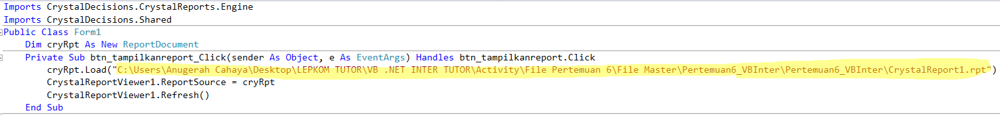 Imports CrystalDecisions.CrystalReports.Engine
Imports CrystalDecisions.Shared
Public Class Form1
    Dim cryRpt As New ReportDocument
    Private Sub btn_tampilkanreport_Click(sender As Object, e As EventArgs) Handles btn_tampilkanreport.Click
        cryRpt.Load("C:\Users\Anugerah Cahaya\Desktop\LEPKOM TUTOR\VB .NET INTER TUTOR\Activity\File Pertemuan 6\File Master\Pertemuan6_VBInter\Pertemuan6_VBInter\CrystalReport1.rpt")
        CrystalReportViewer1.ReportSource = cryRpt
        CrystalReportViewer1.Refresh()
    End Sub